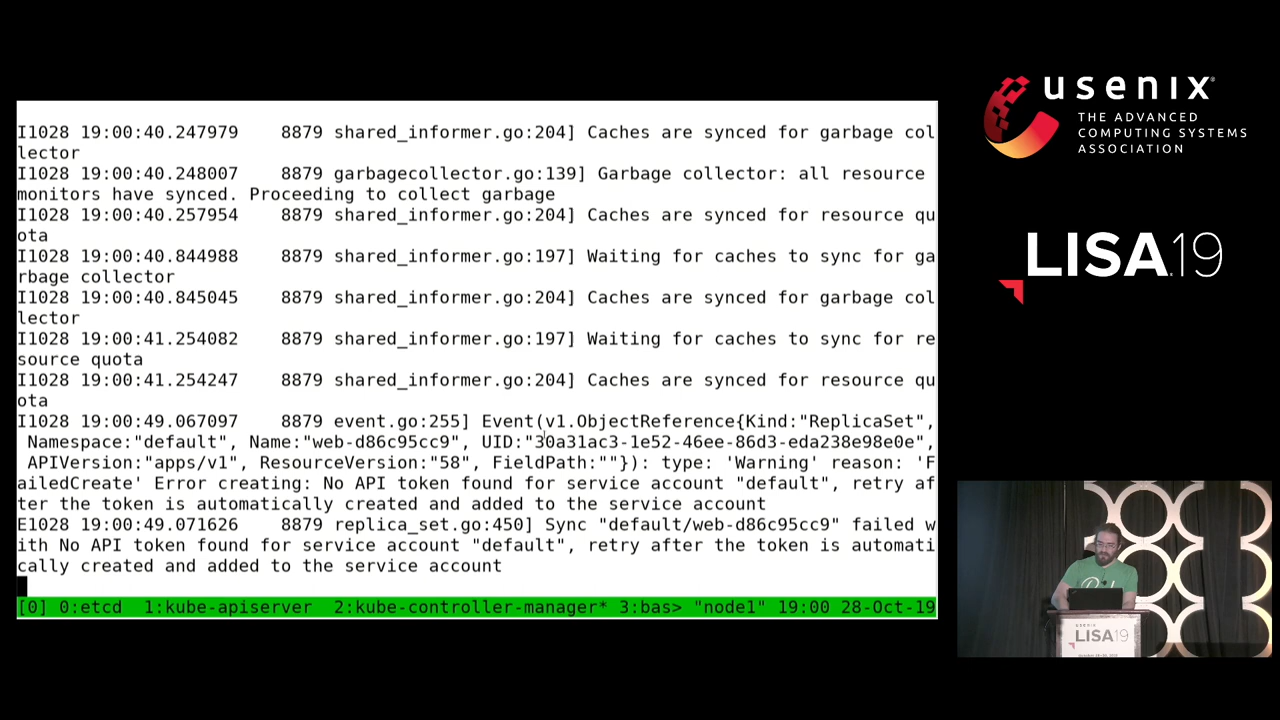 I1028 19:00:40.247979    8879 shared_informer.go:204] Caches are synced for garbage col
lector
I1028 19:00:40.248007    8879 garbagecollector.go:139] Garbage collector: all resource
monitors have synced. Proceeding to collect garbage
I1028 19:00:40.257954    8879 shared_informer.go:204] Caches are synced for resource qu
ota
I1028 19:00:40.844988    8879 shared_informer.go:197] Waiting for caches to sync for ga
rbage collector
I1028 19:00:40.845045    8879 shared_informer.go:204] Caches are synced for garbage col
lector
I1028 19:00:41.254082    8879 shared_informer.go:197] Waiting for caches to sync for re
source quota
I1028 19:00:41.254247    8879 shared_informer.go:204] Caches are synced for resource qu
ota
I1028 19:00:49.067097    8879 event.go:255] Event(v1.ObjectReference{Kind:"ReplicaSet",
 Namespace:"default", Name:"web-d86c95cc9", UID:"30a31ac3-1e52-46ee-86d3-eda238e98e0e",
 APIVersion:"apps/v1", ResourceVersion:"58", FieldPath:""}): type: 'Warning' reason: 'F
ailedCreate' Error creating: No API token found for service account "default", retry af
ter the token is automatically created and added to the service account
E1028 19:00:49.071626    8879 replica_set.go:450] Sync "default/web-d86c95cc9" failed w
ith No API token found for service account "default", retry after the token is automati
cally created and added to the service account
[0] 0:etcd  1:kube-apiserver  2:kube-controller-manager* 3:bas> "node1" 19:00 28-Oct-19
usenix
THE ADVANCED
COMPUTING SYSTEMS
ASSOCIATION
LISA19
usenix
LISA19